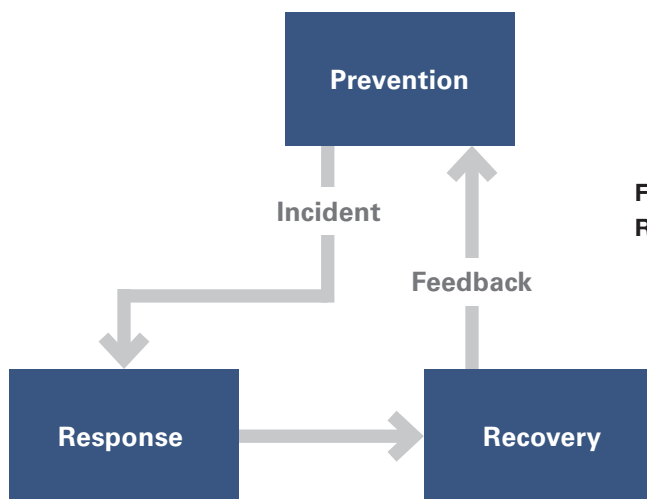 Prevention
Incident
F
R
Feedback
Response
Recovery